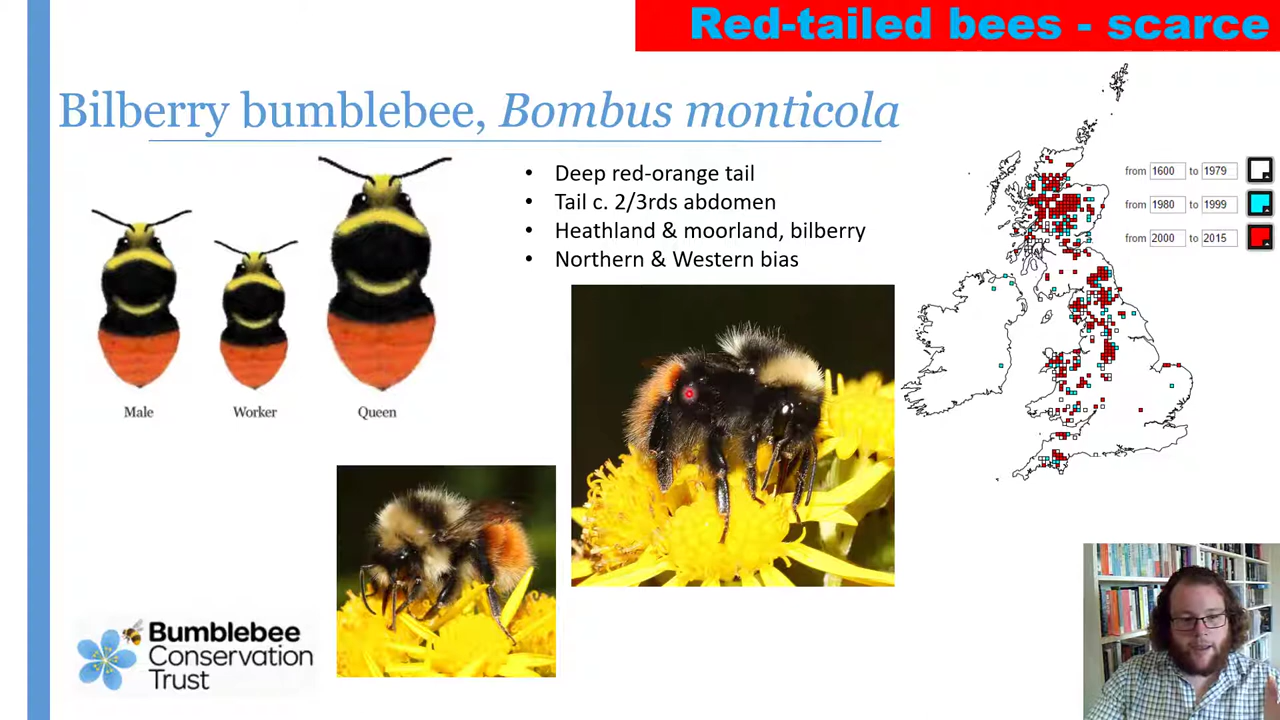 Red-tailed bees - scarce
Bilberry bumblebee, Bombus monticola
• Deep red-orange tail
• Tail c. 2/3rds abdomen
• Heathland & moorland, bilberry
• Northern & Western bias
from 1600 to 1979
from 1980 to 1999
from 2000 to 2015
Male Worker Queen
Bumblebee
Conservation
Trust